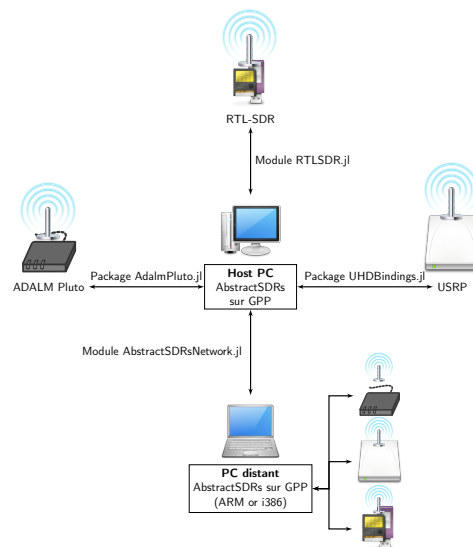 RTL-SDR
Module RTLSDR.jl
ADALM Pluto
Package AdalmPluto.jl
Host PC
AbstractSDRs
sur GPP
Package UHDBindings.jl
USRP
Module AbstractSDRsNetwork.jl
PC distant
AbstractSDRs sur GPP
(ARM or i386)